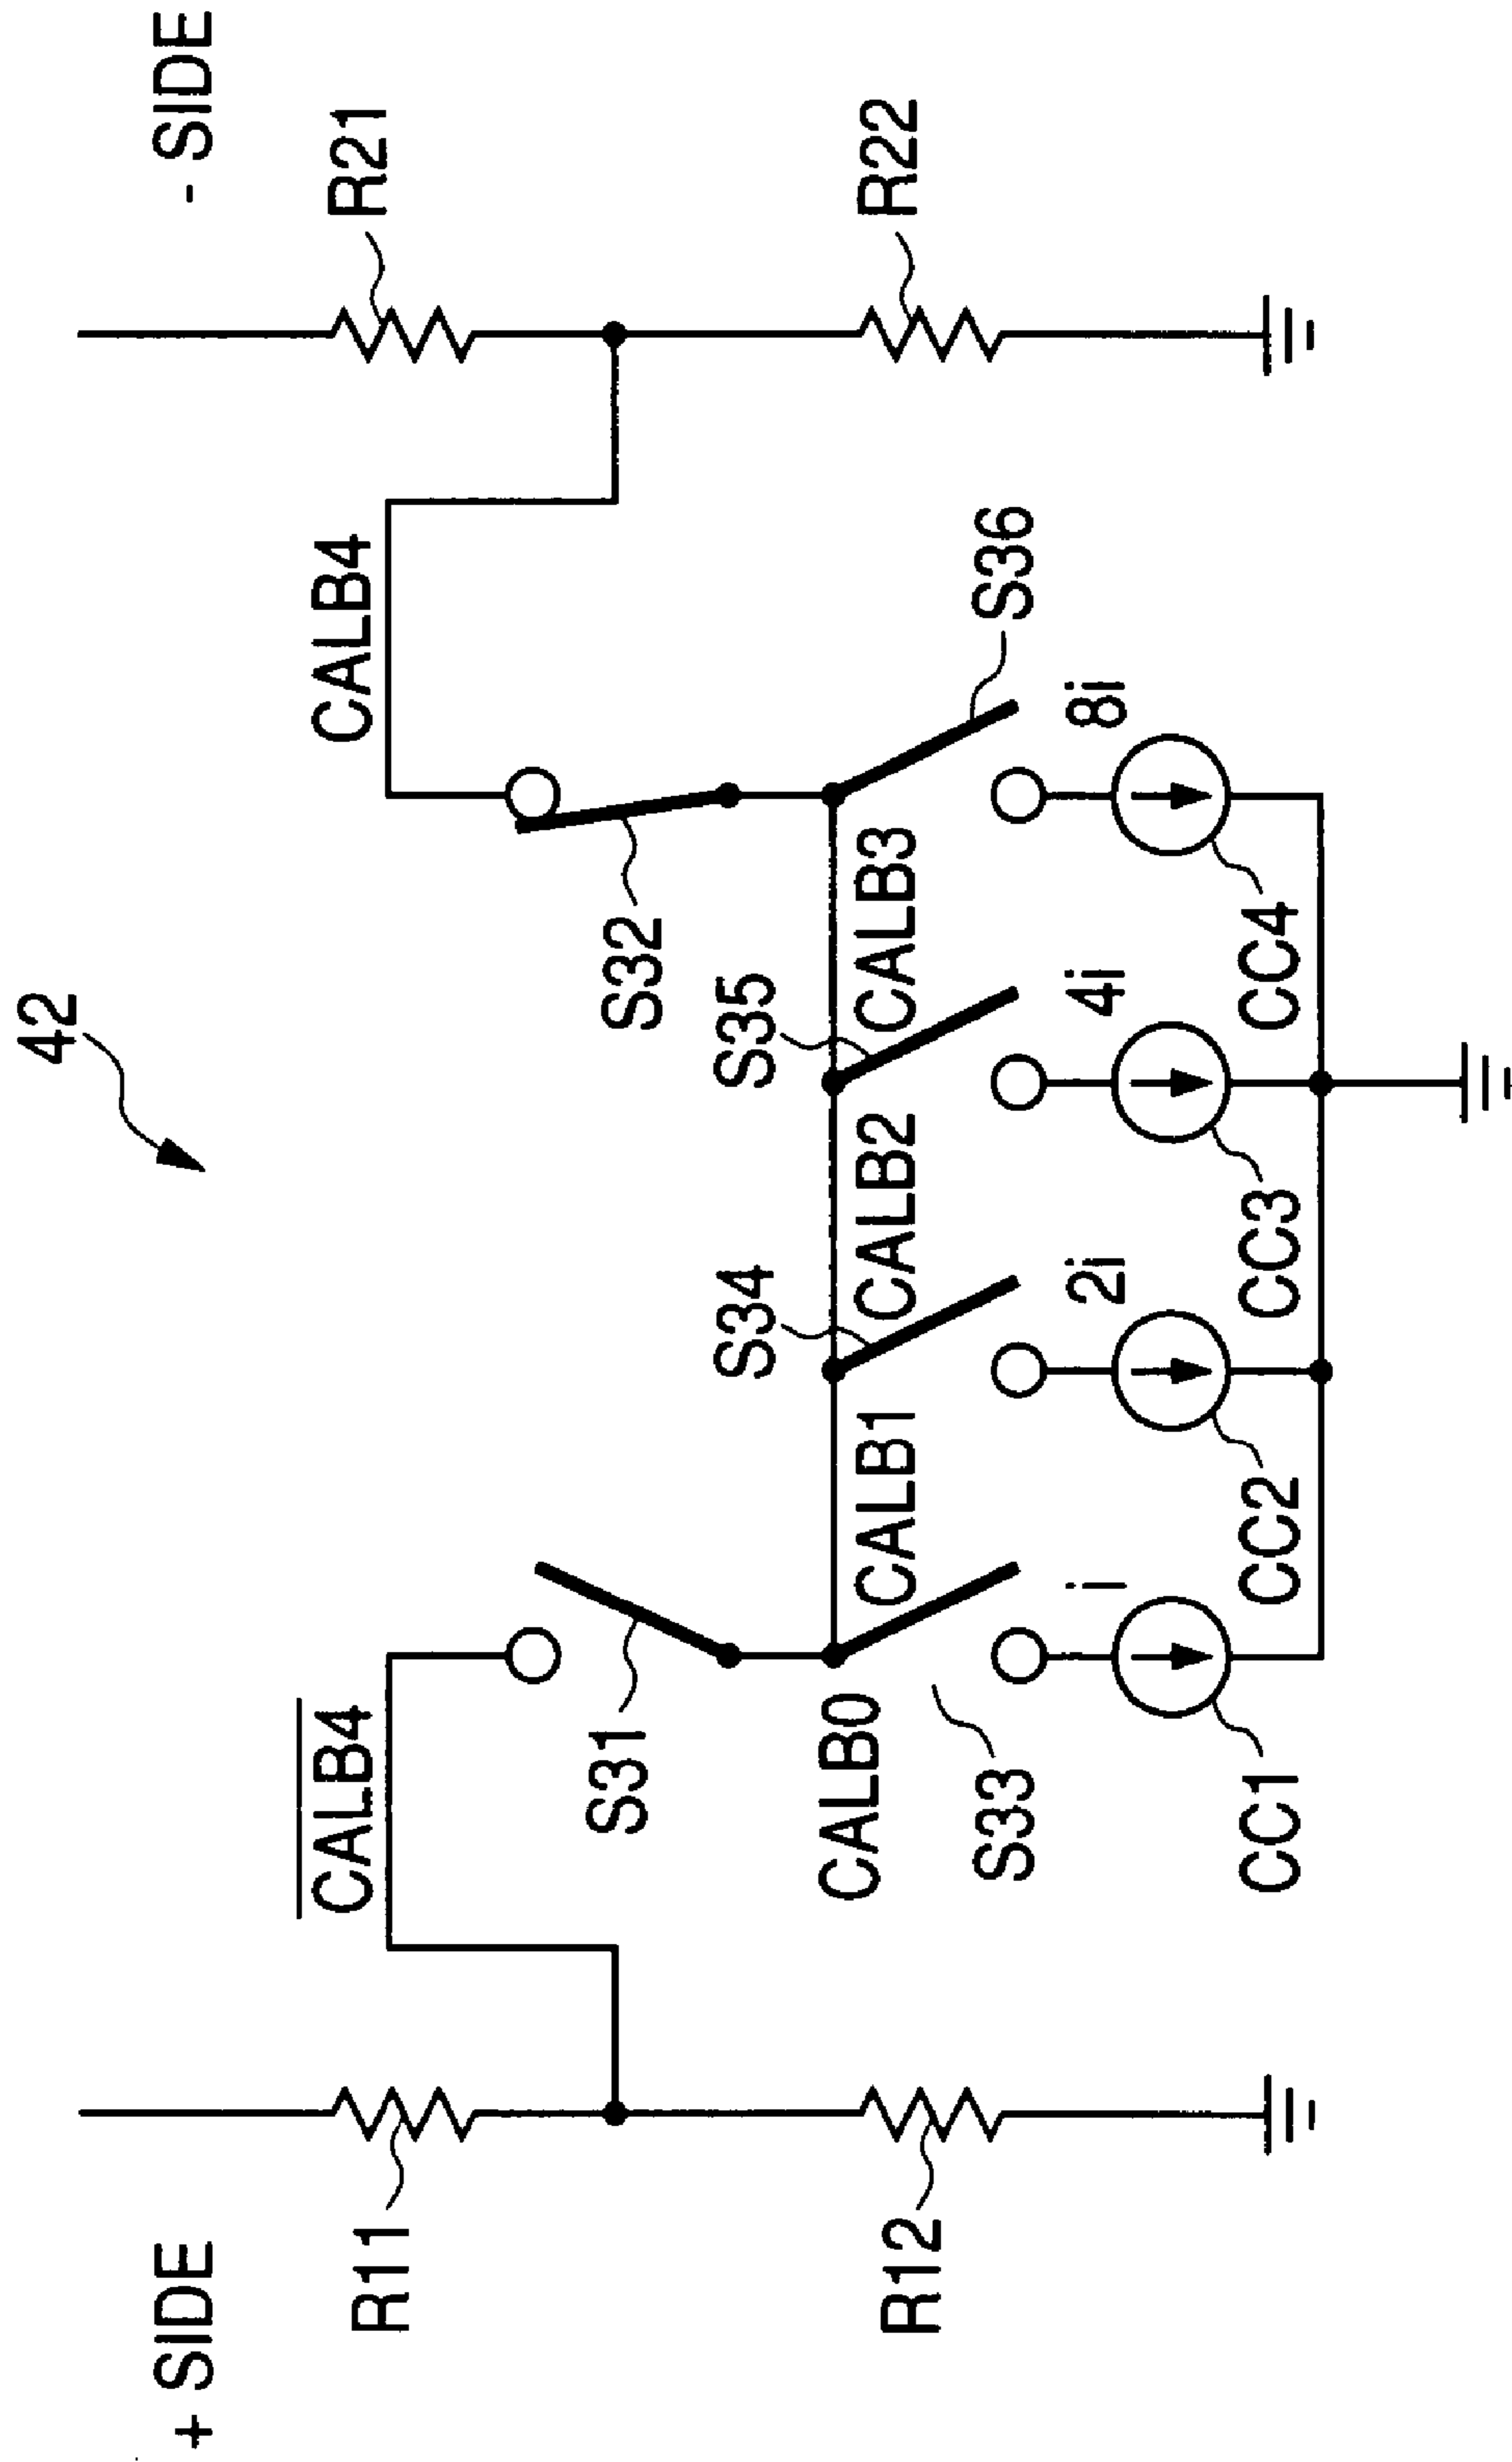 42
+ SIDE
- SIDE
R11
R12
R21
R22
C̅A̅L̅B̅4̅
CALB4
S31
S32
CALB0
CALB1
CALB2
CALB3
S33
S34
S35
S36
i
2i
4i
8i
CC1
CC2
CC3
CC4